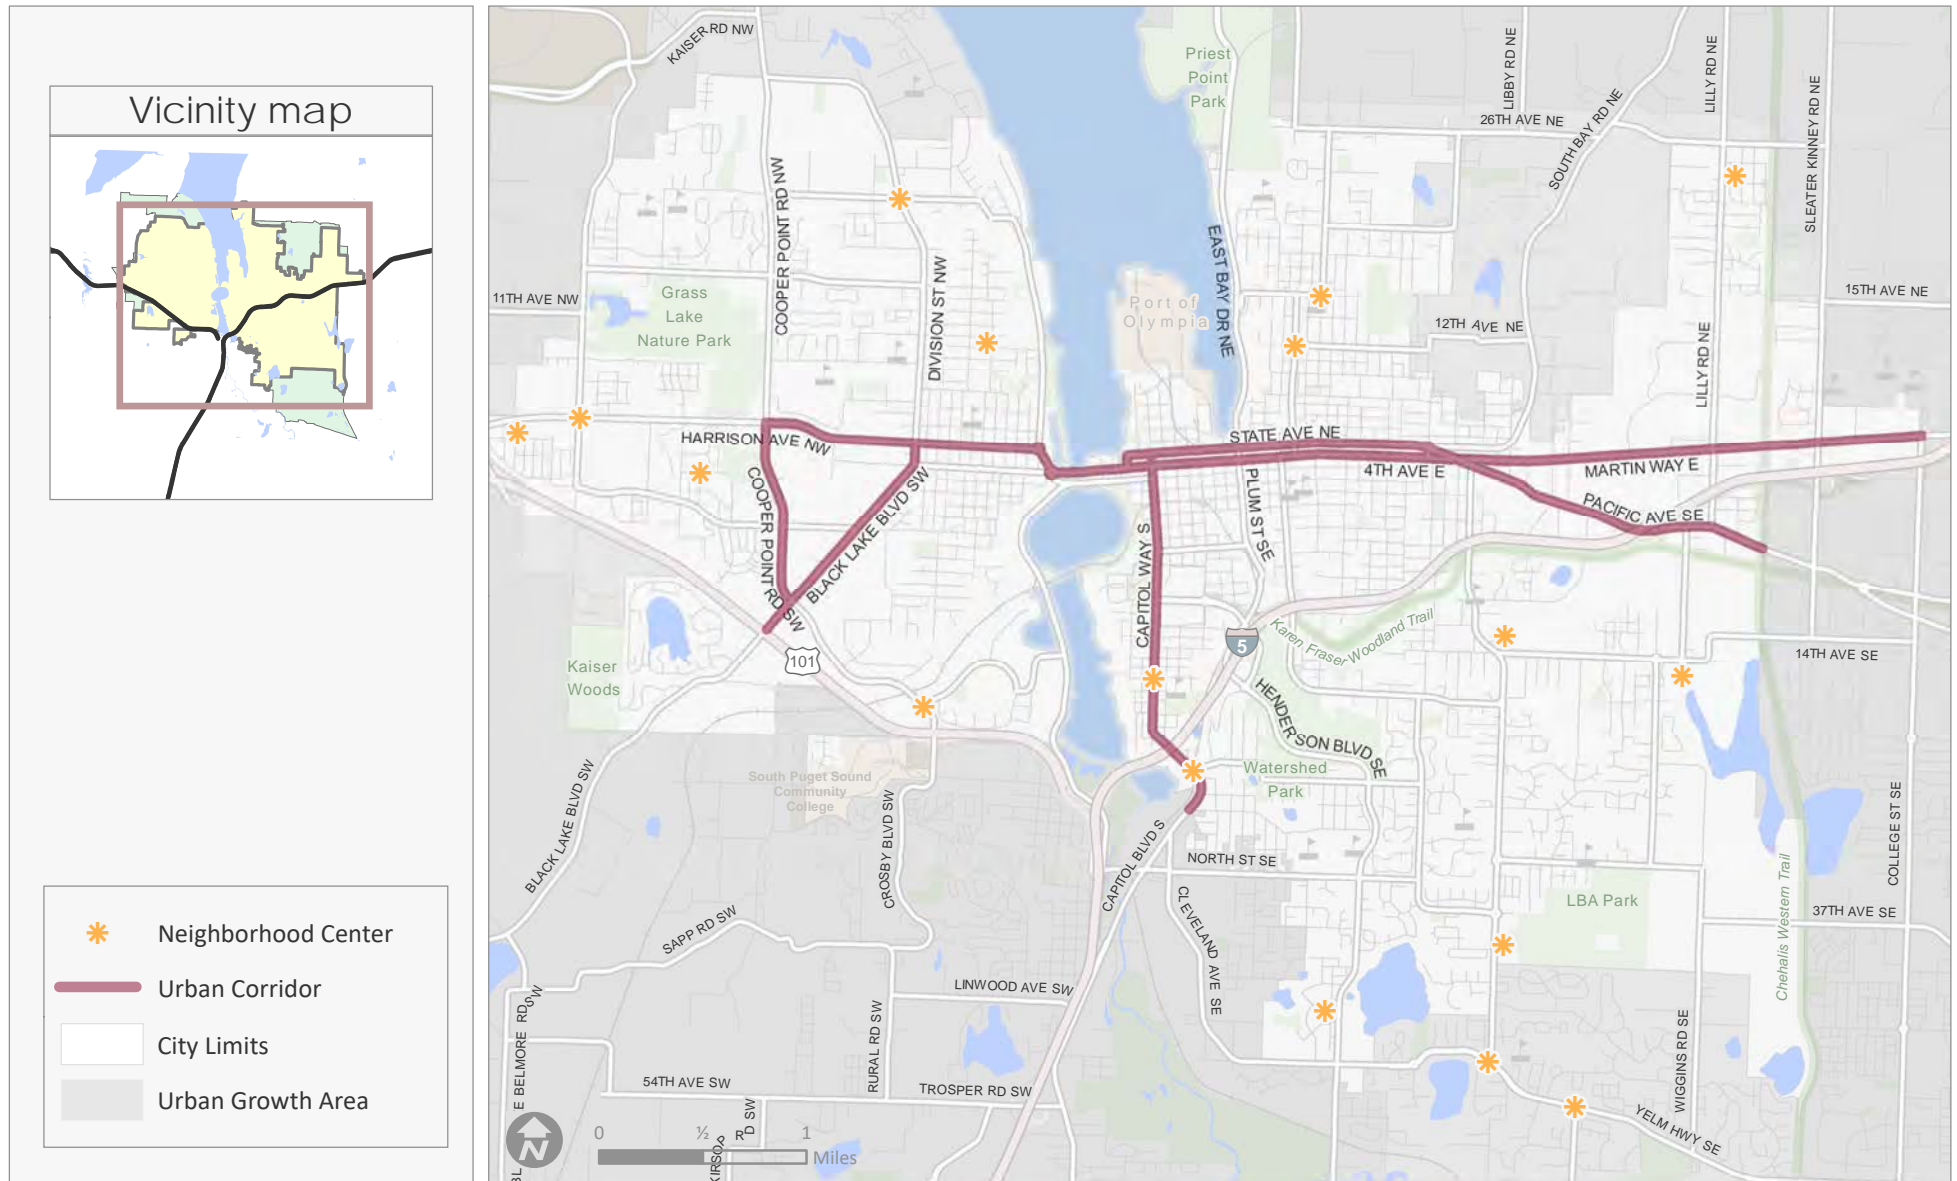 Vicinity map
Neighborhood Center
Urban Corridor
City Limits
Urban Growth Area
KAISER RD NW
Priest
Point
Park
LIBBY RD NE
LILLY RD NE
26TH AVE NE
SOUTH BAY RD NE
SLEATER KINNEY RD NE
COOPER POINT RD NW
EAST BAY DR NE
DIVISION ST NW
11TH AVE NW
Grass
Lake
Nature Park
Port of
Olympia
15TH AVE NE
12TH AVE NE
LILLY RD NE
HARRISON AVE NW
STATE AVE NE
4TH AVE E
MARTIN WAY E
COOPER POINT RD SW
BLACK LAKE BLVD SW
PLUM ST SE
PACIFIC AVE SE
CAPITOL WAY S
5
Karen Fraser Woodland Trail
101
Kaiser
Woods
14TH AVE SE
HENDERSON BLVD SE
Watershed
Park
South Puget Sound
Community
College
BLACK LAKE BLVD SW
CROSBY BLVD SW
CAPITOL BLVD S
NORTH ST SE
COLLEGE ST SE
LBA Park
37TH AVE SE
CLEVELAND AVE SE
Chehalis Western Trail
SAPP RD SW
LINWOOD AVE SW
RURAL RD SW
E BELMORE RD SW
54TH AVE SW
TROSPER RD SW
WIGGINS RD SE
YELM HWY SE
KIRSOP RD SW
BL
N
0 ½ 1
Miles